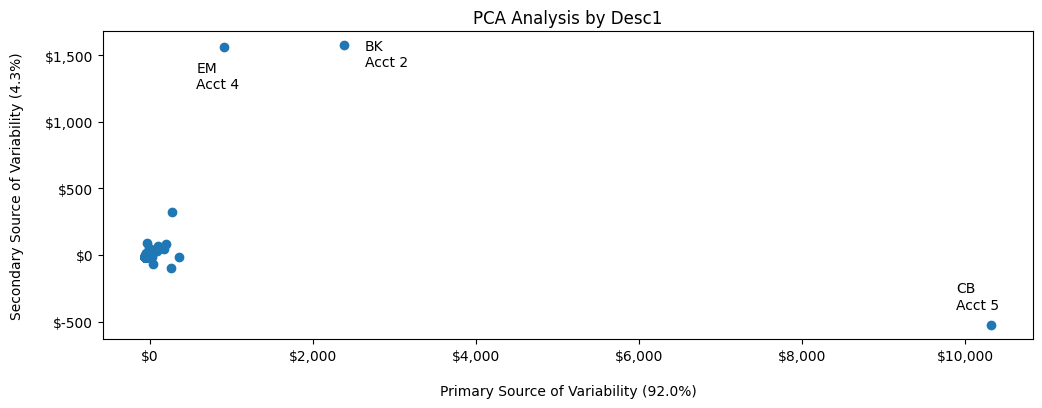 PCA Analysis by Desc1
Secondary Source of Variability (4.3%)
$1,500
$1,000
$500
$0
$-500
EM
Acct 4
BK
Acct 2
CB
Acct 5
$0
$2,000
$4,000
$6,000
$8,000
$10,000
Primary Source of Variability (92.0%)